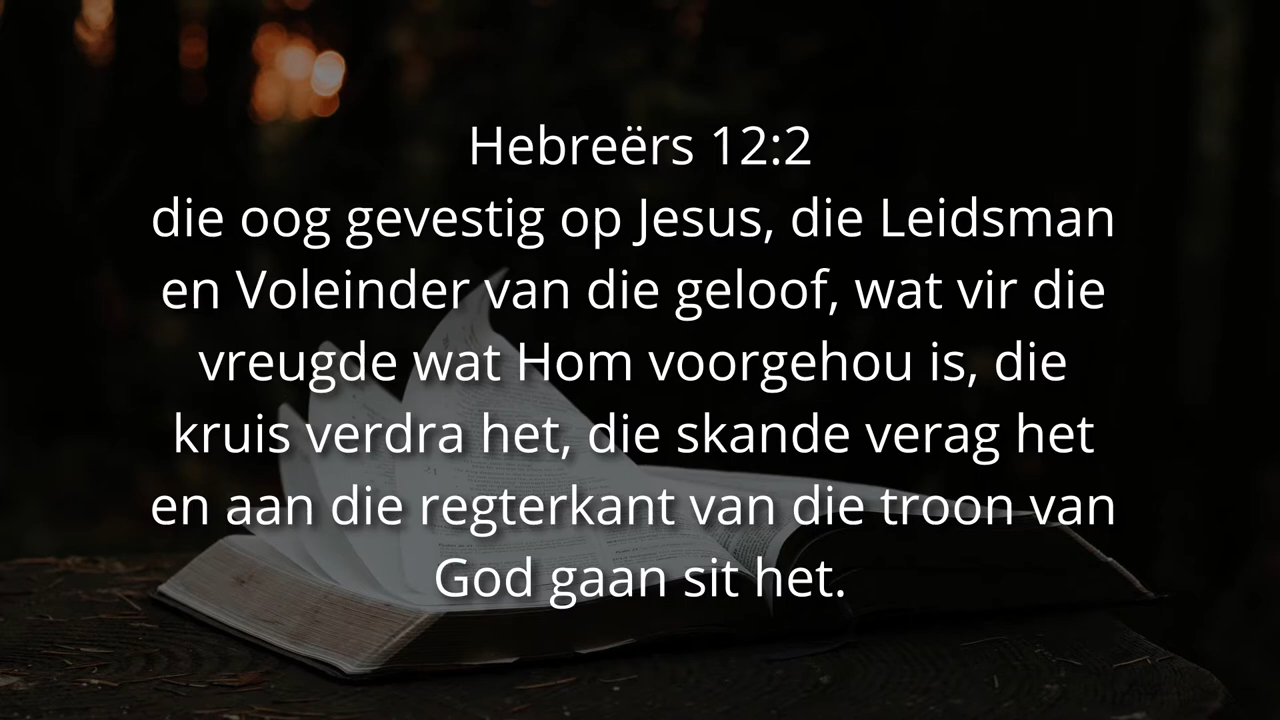 Hebreërs 12:2
die oog gevestig op Jesus, die Leidsman
en Voleinder van die geloof, wat vir die
vreugde wat Hom voorgehou is, die
kruis verdra het, die skande verag het
en aan die regterkant van die troon van
God gaan sit het.